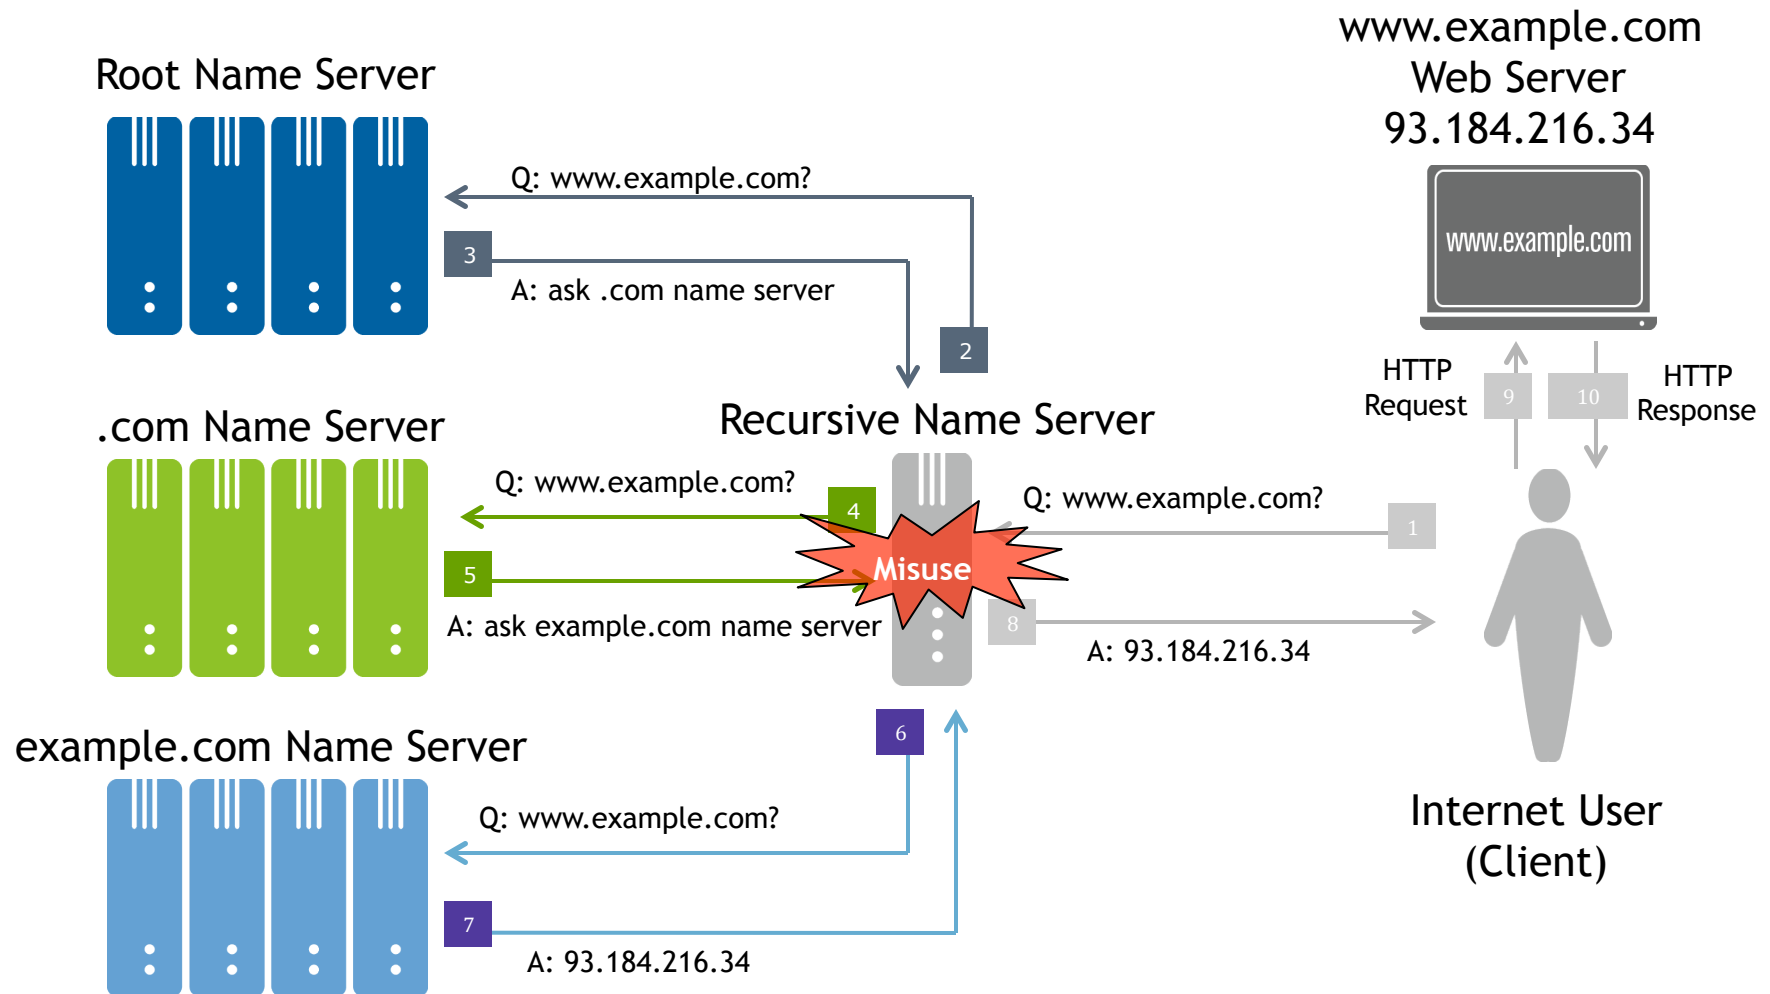 www.example.com
Web Server
93.184.216.34
Root Name Server
Q: www.example.com?
3
A: ask .com name server
2
www.example.com
HTTP
Request
9
10
HTTP
Response
.com Name Server
Recursive Name Server
Q: www.example.com?
4
Q: www.example.com?
1
5
Misuse
A: ask example.com name server
8
A: 93.184.216.34
example.com Name Server
6
Q: www.example.com?
7
A: 93.184.216.34
Internet User
(Client)